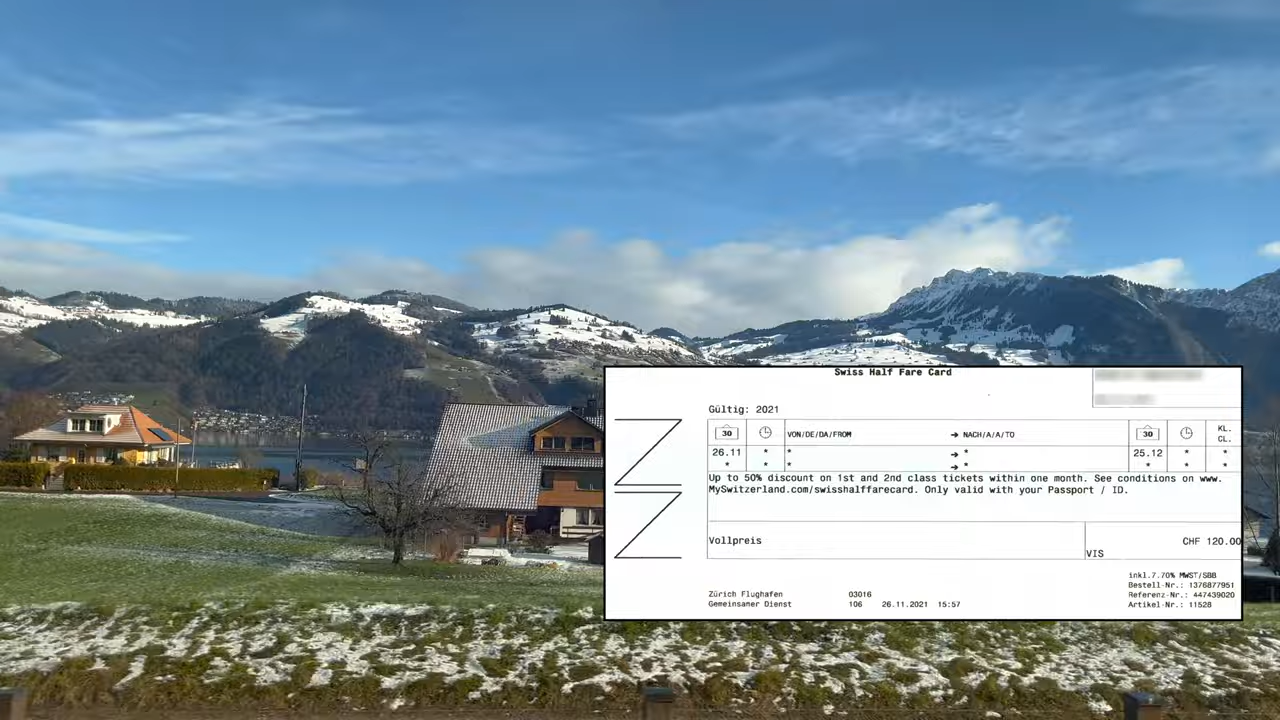 Swiss Half Fare Card
Gültig: 2021
30 VON/DE/DA/FROM ➔ NACH/A/A/TO 30 KL. CL.
26.11 * * ➔ * 25.12 * *
* * * ➔ * * * *
Up to 50% discount on 1st and 2nd class tickets within one month. See conditions on www.
MySwitzerland.com/swisshalffarecard. Only valid with your Passport / ID.
Vollpreis CHF 120.00
VIS
inkl.7.70% MWST/SBB
Bestell-Nr.: 1376877951
Zürich Flughafen 03016 Referenz-Nr.: 447439020
Gemeinsamer Dienst 106 26.11.2021 15:57 Artikel-Nr.: 11528